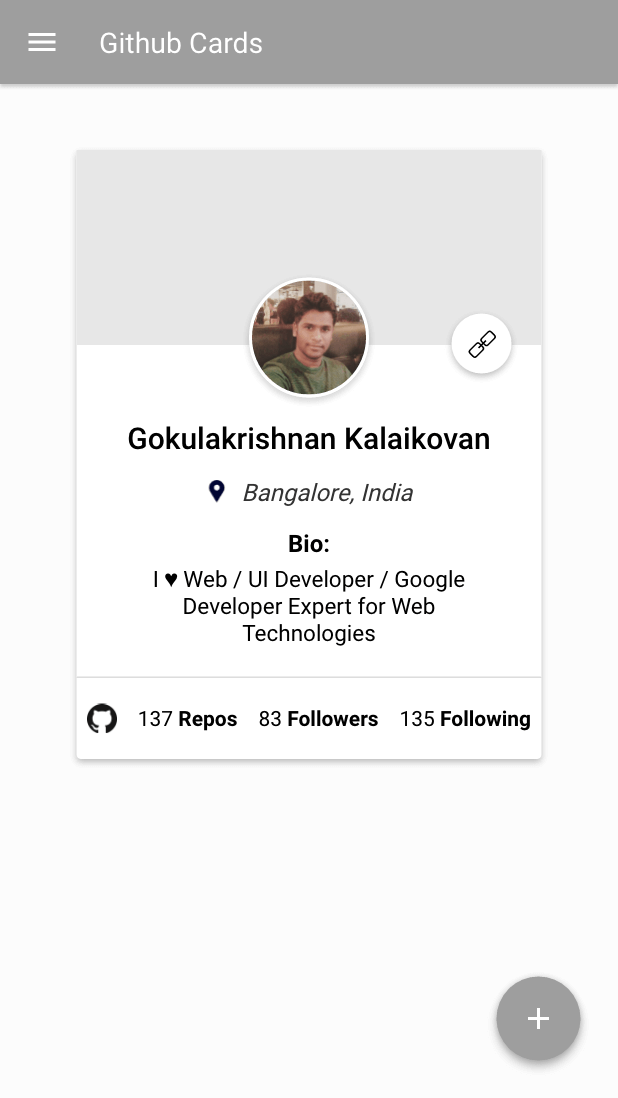 Github Cards
Gokulakrishnan Kalaikovan
Bangalore, India
Bio:
I ♥ Web / UI Developer / Google
Developer Expert for Web
Technologies
137 Repos 83 Followers 135 Following